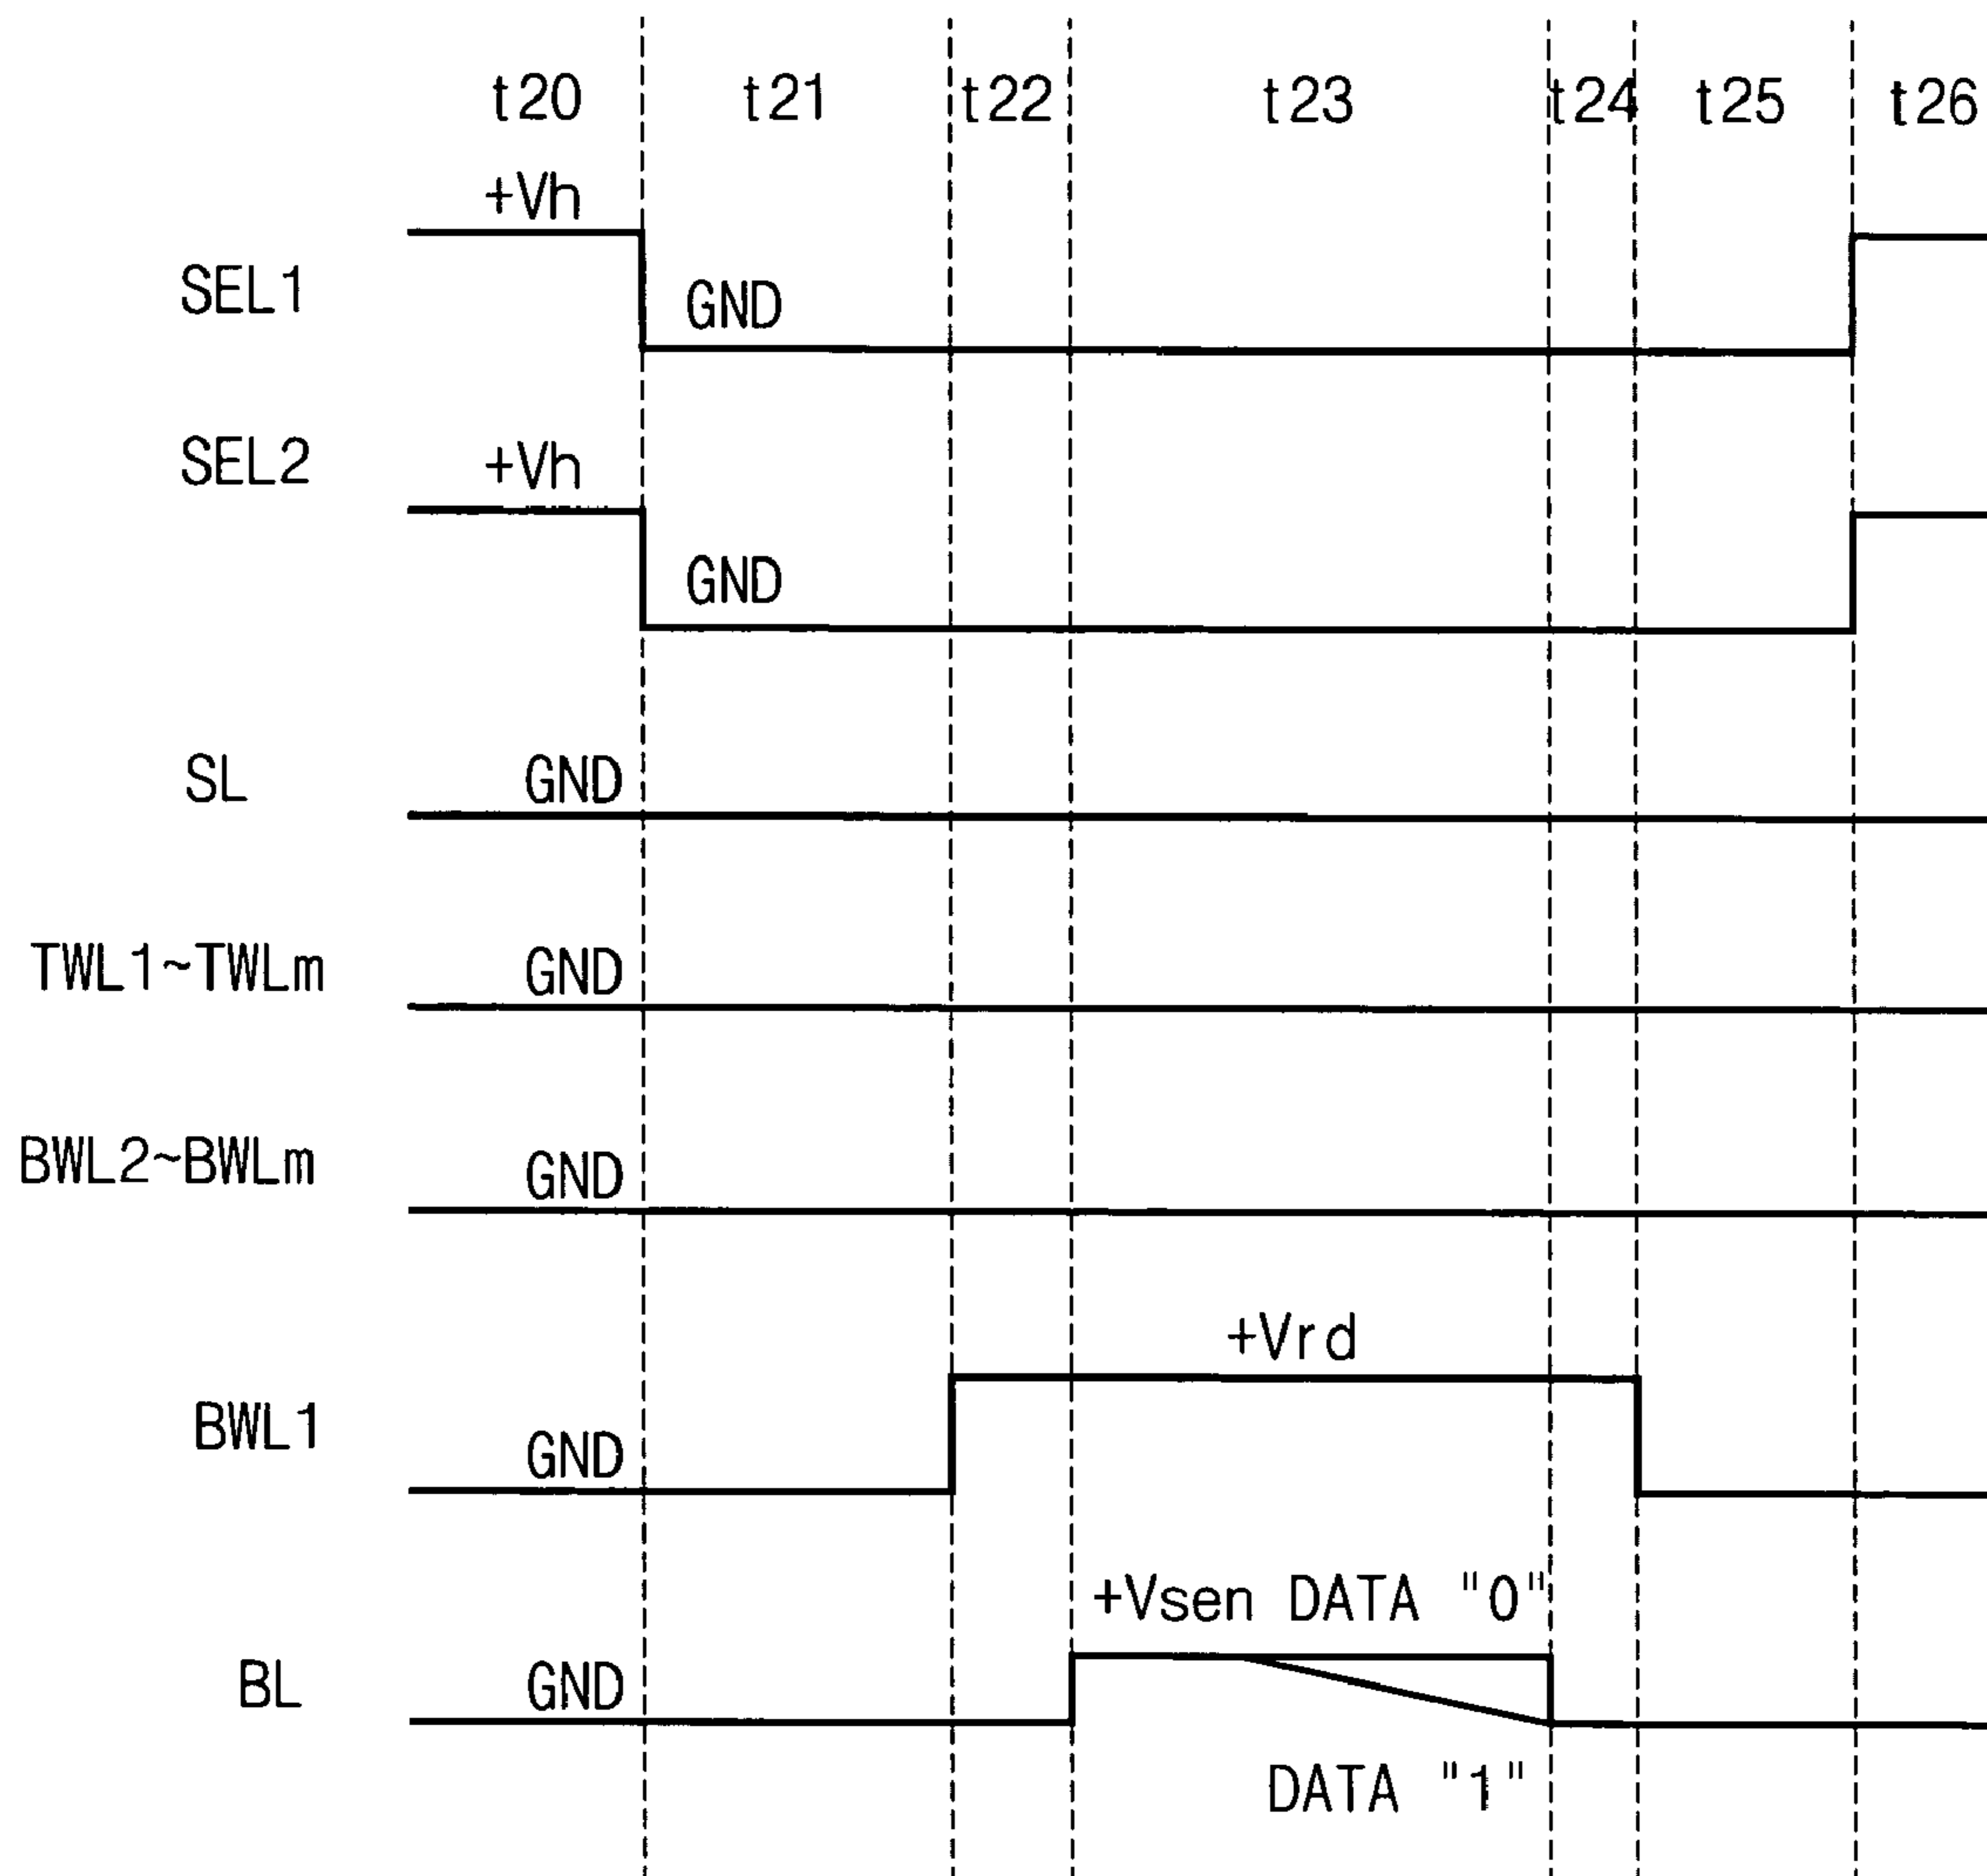 t20 t21 t22 t23 t24 t25 t26
+Vh
SEL1 GND
SEL2 +Vh
GND
SL GND
TWL1~TWLm GND
BWL2~BWLm GND
+Vrd
BWL1 GND
+Vsen DATA "0"
BL GND
DATA "1"